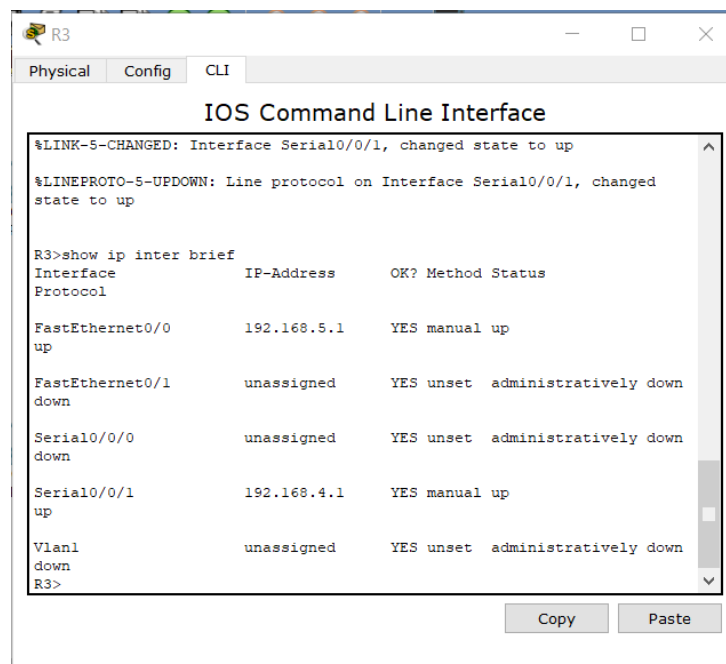 R3
Physical Config CLI
IOS Command Line Interface
%LINK-5-CHANGED: Interface Serial0/0/1, changed state to up
%LINEPROTO-5-UPDOWN: Line protocol on Interface Serial0/0/1, changed
state to up
R3>show ip inter brief
Interface IP-Address OK? Method Status
Protocol
FastEthernet0/0 192.168.5.1 YES manual up
up
FastEthernet0/1 unassigned YES unset administratively down
down
Serial0/0/0 unassigned YES unset administratively down
down
Serial0/0/1 192.168.4.1 YES manual up
up
Vlan1 unassigned YES unset administratively down
down
R3>
Copy Paste